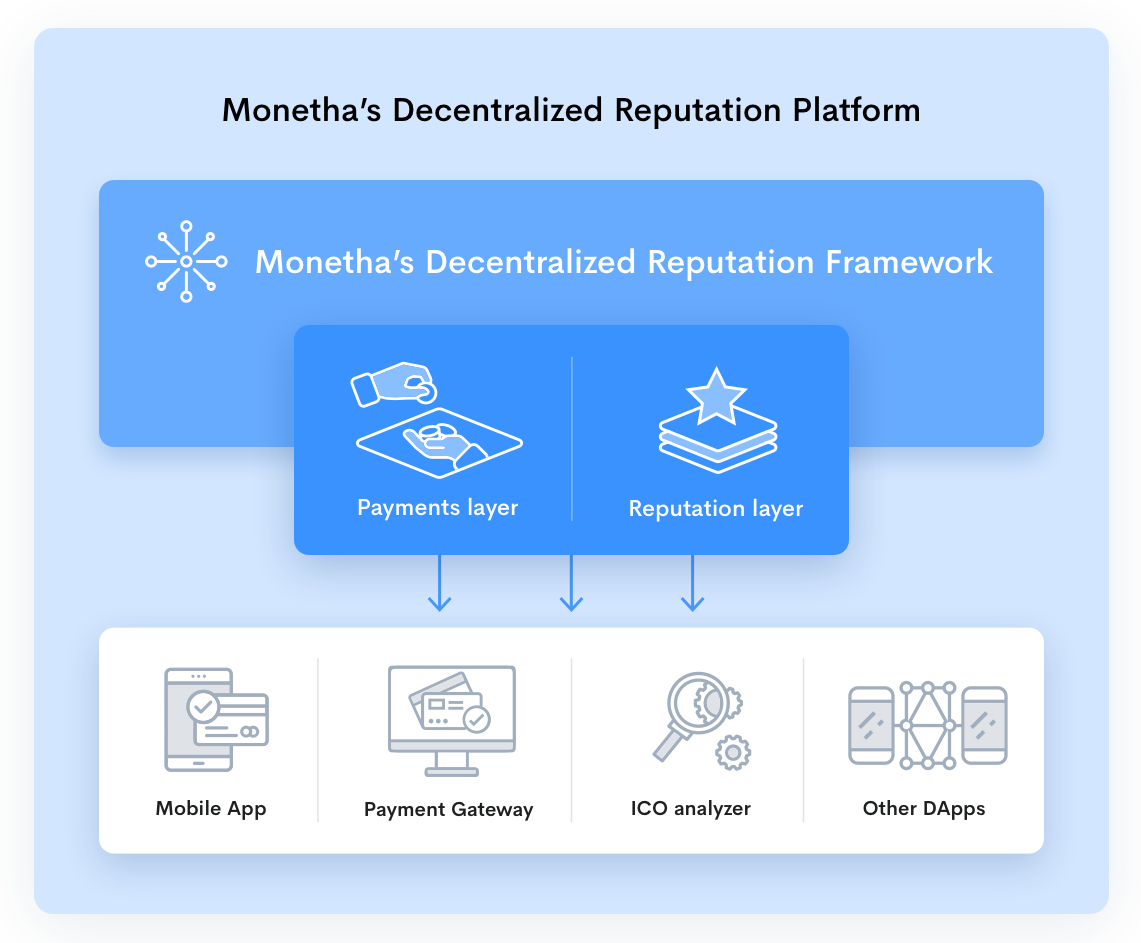 Monetha’s Decentralized Reputation Platform
Monetha’s Decentralized Reputation Framework
Payments layer
Reputation layer
Mobile App
Payment Gateway
ICO analyzer
Other DApps